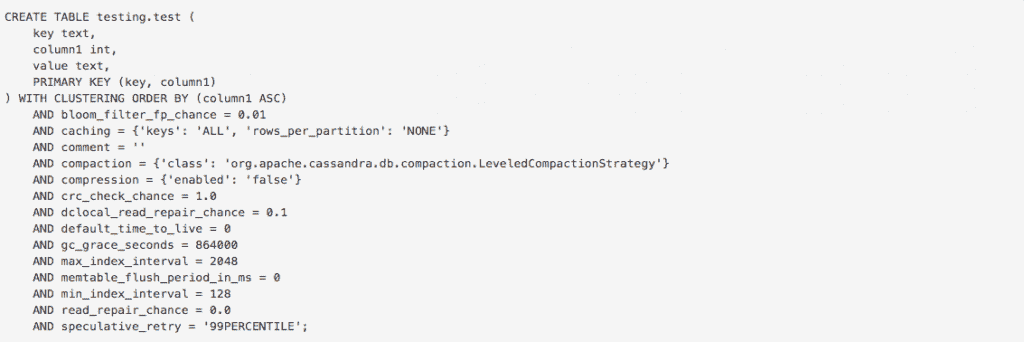 CREATE TABLE testing.test (
    key text,
    column1 int,
    value text,
    PRIMARY KEY (key, column1)
) WITH CLUSTERING ORDER BY (column1 ASC)
    AND bloom_filter_fp_chance = 0.01
    AND caching = {'keys': 'ALL', 'rows_per_partition': 'NONE'}
    AND comment = ''
    AND compaction = {'class': 'org.apache.cassandra.db.compaction.LeveledCompactionStrategy'}
    AND compression = {'enabled': 'false'}
    AND crc_check_chance = 1.0
    AND dclocal_read_repair_chance = 0.1
    AND default_time_to_live = 0
    AND gc_grace_seconds = 864000
    AND max_index_interval = 2048
    AND memtable_flush_period_in_ms = 0
    AND min_index_interval = 128
    AND read_repair_chance = 0.0
    AND speculative_retry = '99PERCENTILE';